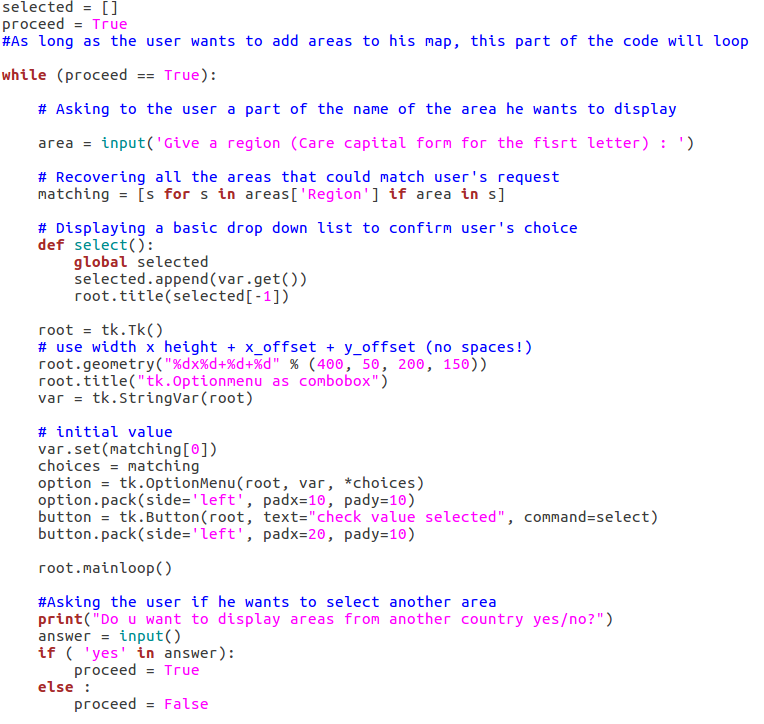 selected = []
proceed = True
#As long as the user wants to add areas to his map, this part of the code will loop
while (proceed == True):
    # Asking to the user a part of the name of the area he wants to display
    area = input('Give a region (Care capital form for the fisrt letter) : ')
    # Recovering all the areas that could match user's request
    matching = [s for s in areas['Region'] if area in s]
    # Displaying a basic drop down list to confirm user's choice
    def select():
        global selected
        selected.append(var.get())
        root.title(selected[-1])
    root = tk.Tk()
    # use width x height + x_offset + y_offset (no spaces!)
    root.geometry("%dx%d+%d+%d" % (400, 50, 200, 150))
    root.title("tk.Optionmenu as combobox")
    var = tk.StringVar(root)
    # initial value
    var.set(matching[0])
    choices = matching
    option = tk.OptionMenu(root, var, *choices)
    option.pack(side='left', padx=10, pady=10)
    button = tk.Button(root, text="check value selected", command=select)
    button.pack(side='left', padx=20, pady=10)
    root.mainloop()
    #Asking the user if he wants to select another area
    print("Do u want to display areas from another country yes/no?")
    answer = input()
    if ( 'yes' in answer):
        proceed = True
    else :
        proceed = False